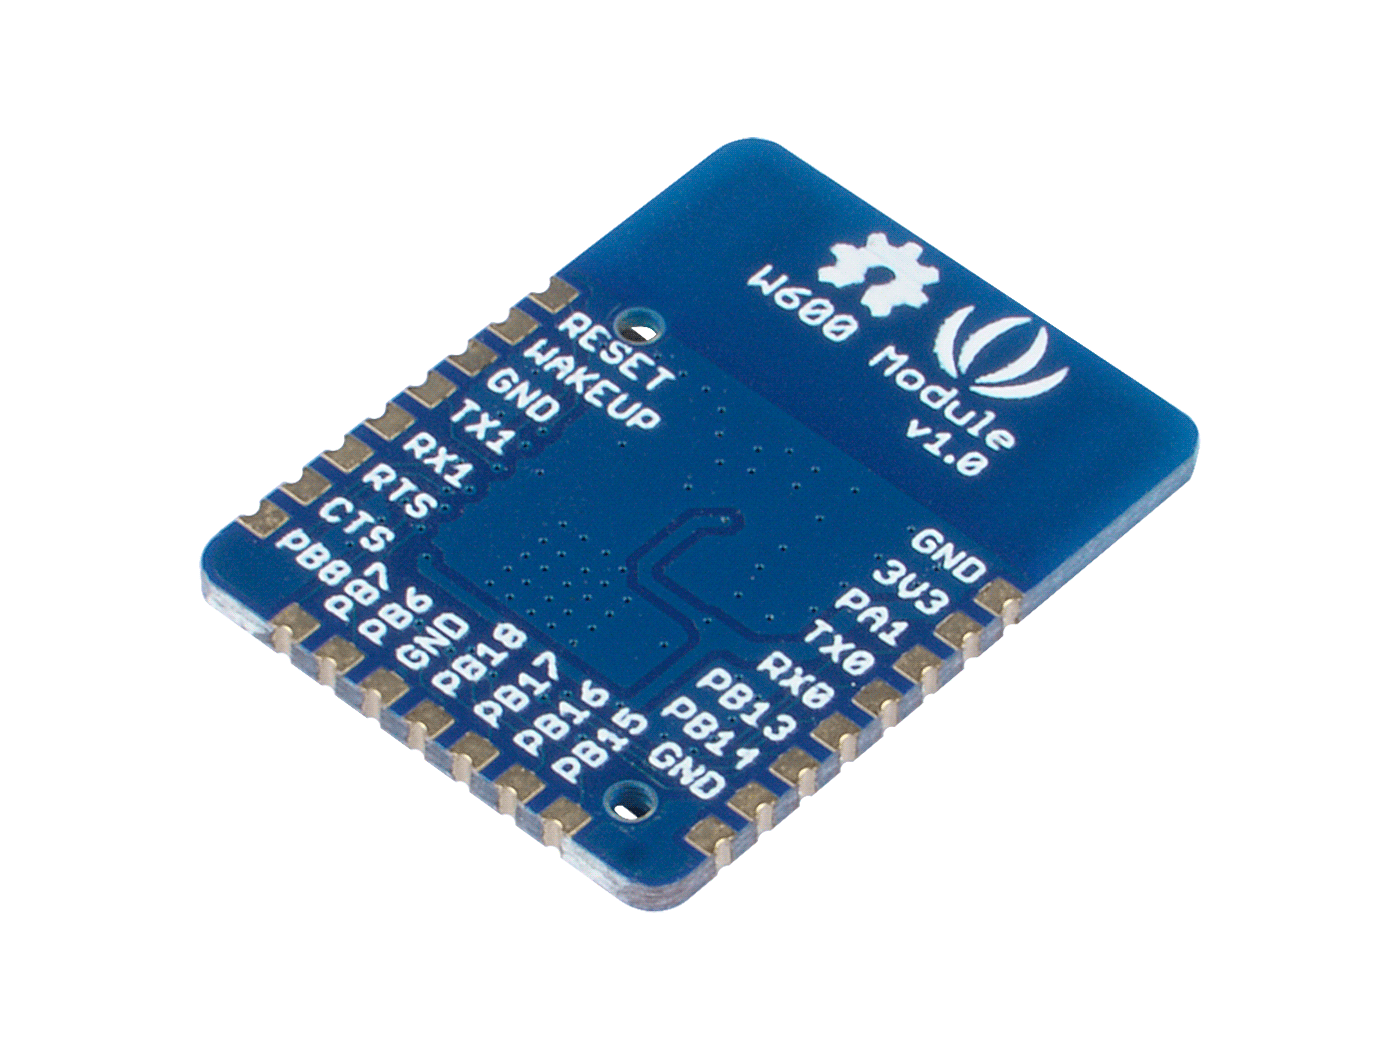 W600 Module
v1.0
RESET
WAKEUP
GND
TX1
RX1
RTS
CTS
PB8
PB7
PB6
GND
PB18
PB17
PB16
PB15
GND
3V3
PA1
TX0
RX0
PB13
PB14
GND